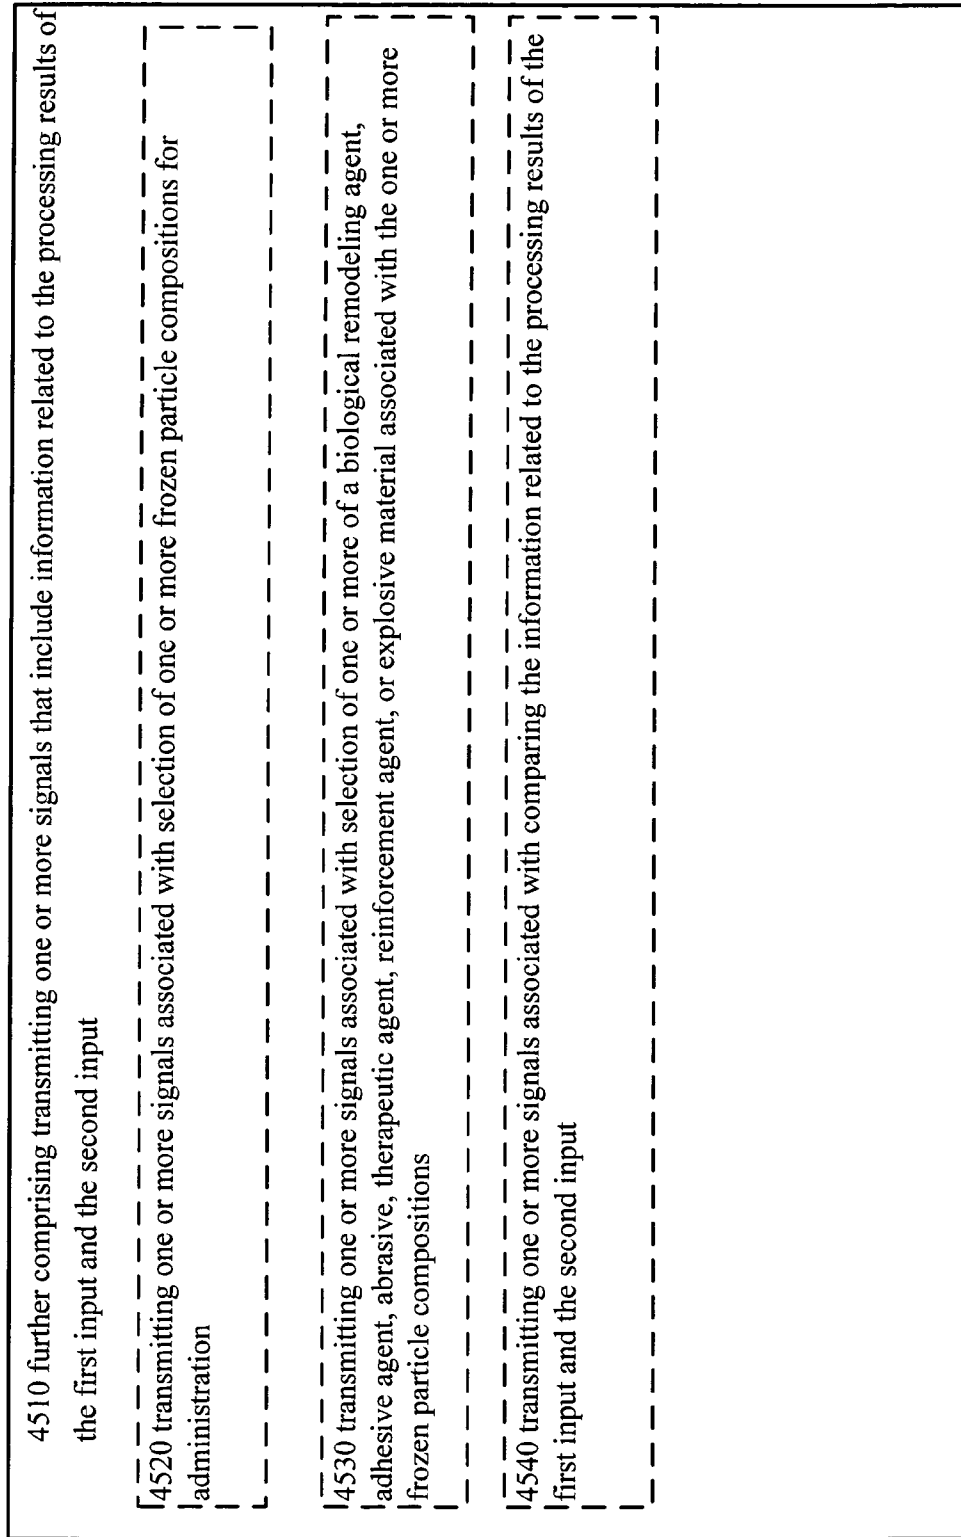 4510 further comprising transmitting one or more signals that include information related to the processing results of
the first input and the second input
4520 transmitting one or more signals associated with selection of one or more frozen particle compositions for
administration
4530 transmitting one or more signals associated with selection of one or more of a biological remodeling agent,
adhesive agent, abrasive, therapeutic agent, reinforcement agent, or explosive material associated with the one or more
frozen particle compositions
4540 transmitting one or more signals associated with comparing the information related to the processing results of the
first input and the second input